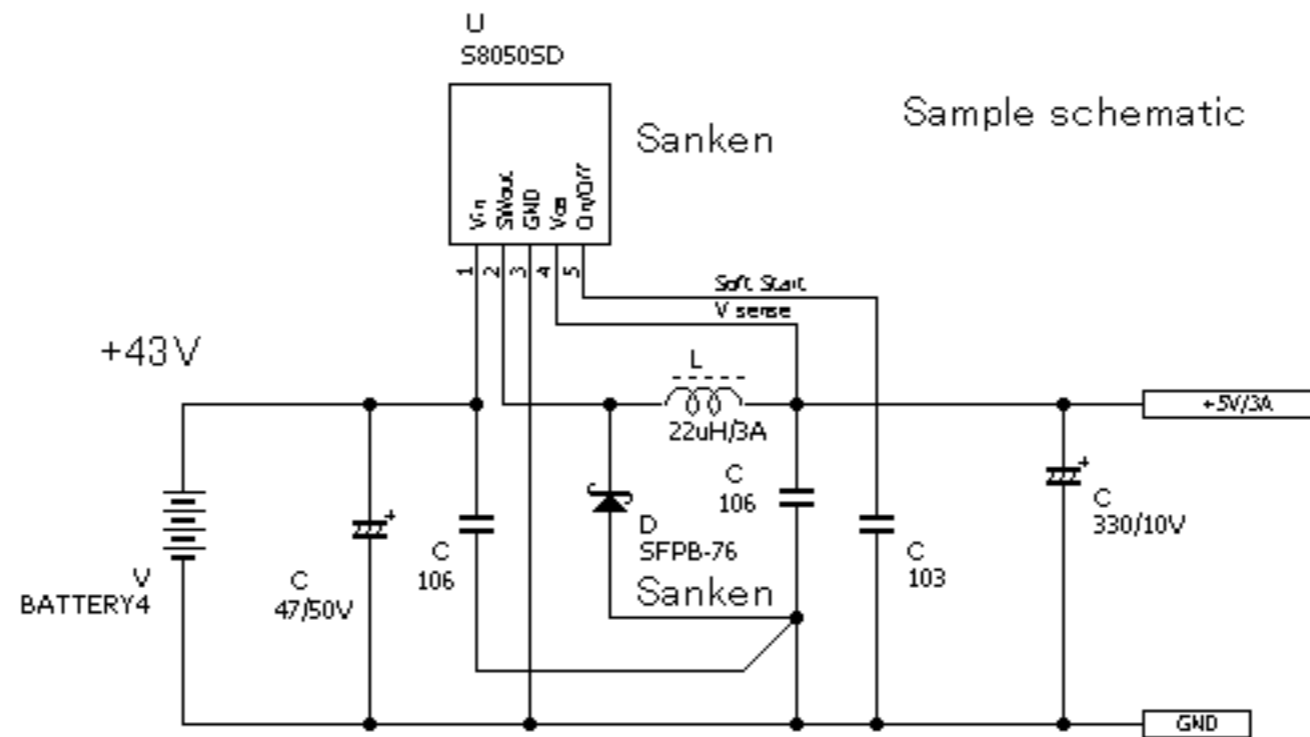 U
S8050SD
Sanken
Sample schematic
Vin
SWout
GND
Vos
On/Off
1
2
3
4
5
Soft Start
V sense
+43V
L
22uH/3A
+5V/3A
C
106
D
SFPB-76
Sanken
C
330/10V
C
103
V
BATTERY4
C
47/50V
C
106
+
+
GND